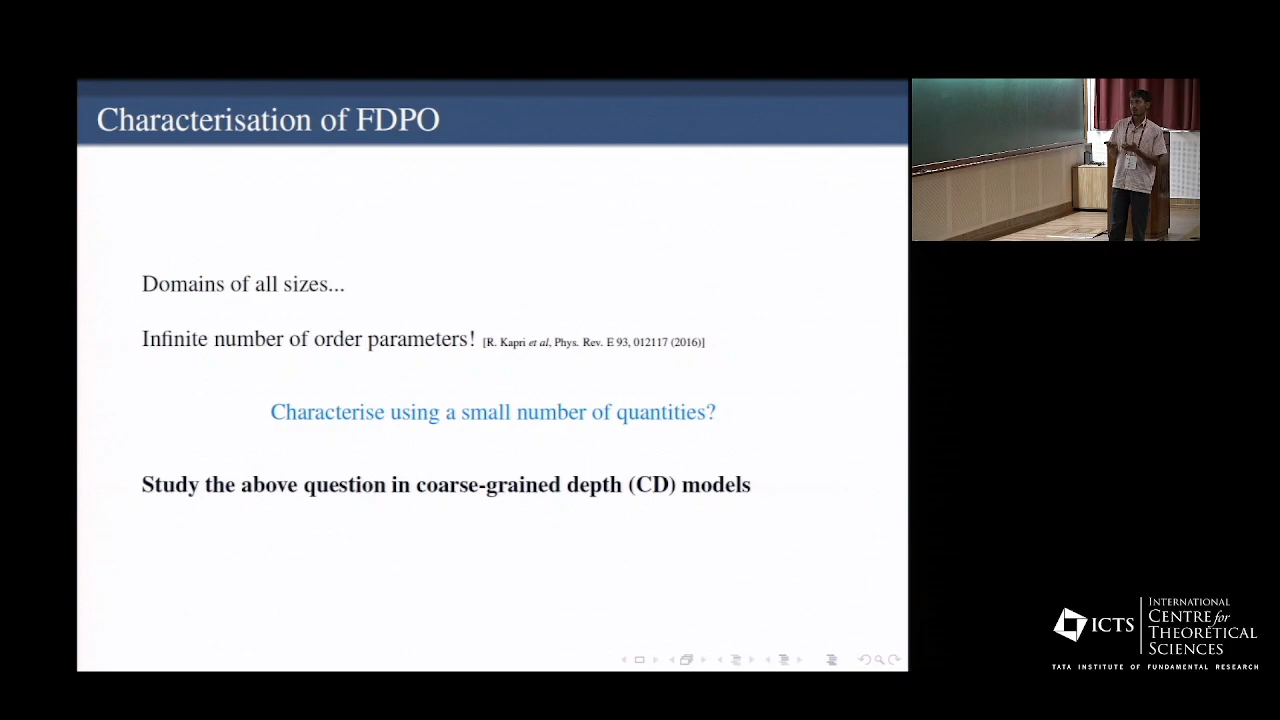 Characterisation of FDPO
Domains of all sizes...
Infinite number of order parameters! [R. Kapri et al, Phys. Rev. E 93, 012117 (2016)]
Characterise using a small number of quantities?
Study the above question in coarse-grained depth (CD) models
ICTS
INTERNATIONAL
CENTRE for
THEORETICAL
SCIENCES
TATA INSTITUTE OF FUNDAMENTAL RESEARCH